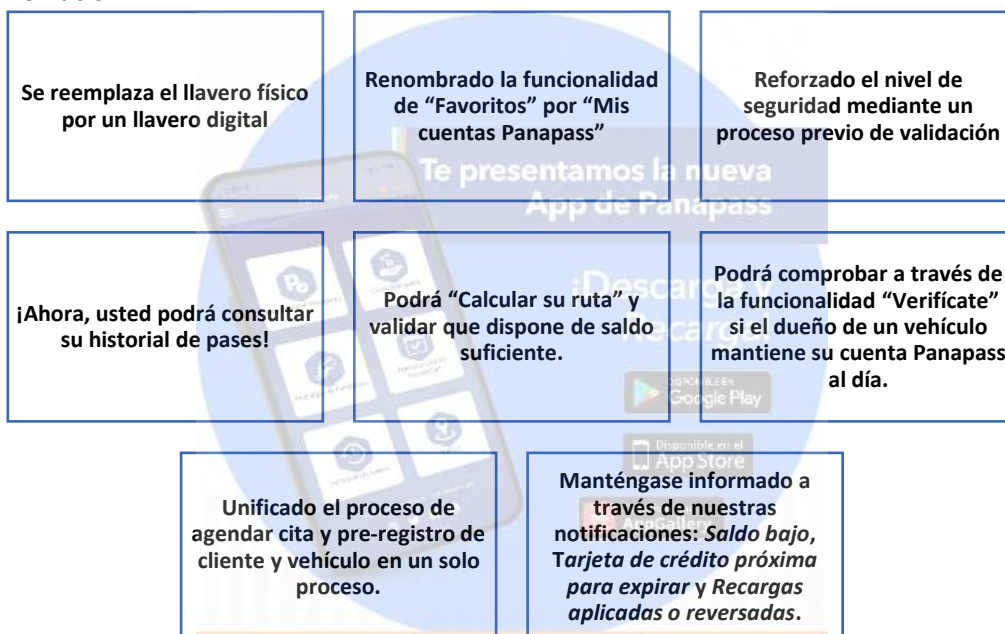 Se reemplaza el llavero físico
por un llavero digital
Renombrado la funcionalidad
de “Favoritos” por “Mis
cuentas Panapass”
Reforzado el nivel de
seguridad mediante un
proceso previo de validación
Te presentamos la nueva
App de Panapass
¡Ahora, usted podrá consultar
su historial de pases!
Podrá “Calcular su ruta” y
validar que dispone de saldo
suficiente.
Podrá comprobar a través de
la funcionalidad “Verifícate”
si el dueño de un vehículo
mantiene su cuenta Panapass
al día.
¡Descarga y
Recarga!
DISPONIBLE EN
Google Play
Disponible en el
App Store
AppGallery
Unificado el proceso de
agendar cita y pre-registro de
cliente y vehículo en un solo
proceso.
Manténgase informado a
través de nuestras
notificaciones: Saldo bajo,
Tarjeta de crédito próxima
para expirar y Recargas
aplicadas o reversadas.